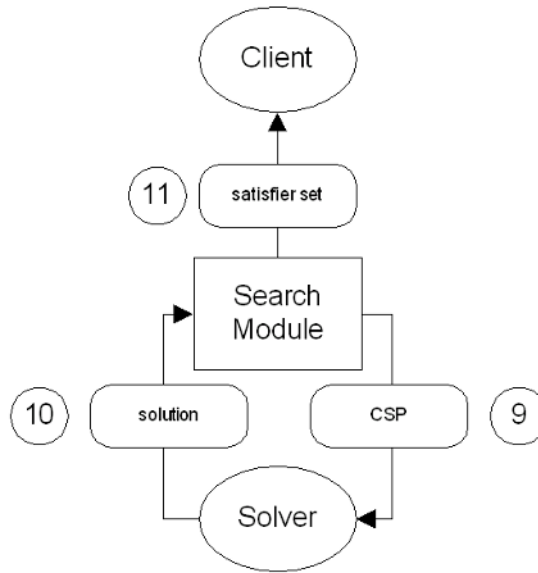 Client
11
satisfier set
Search
Module
10
solution
CSP
9
Solver